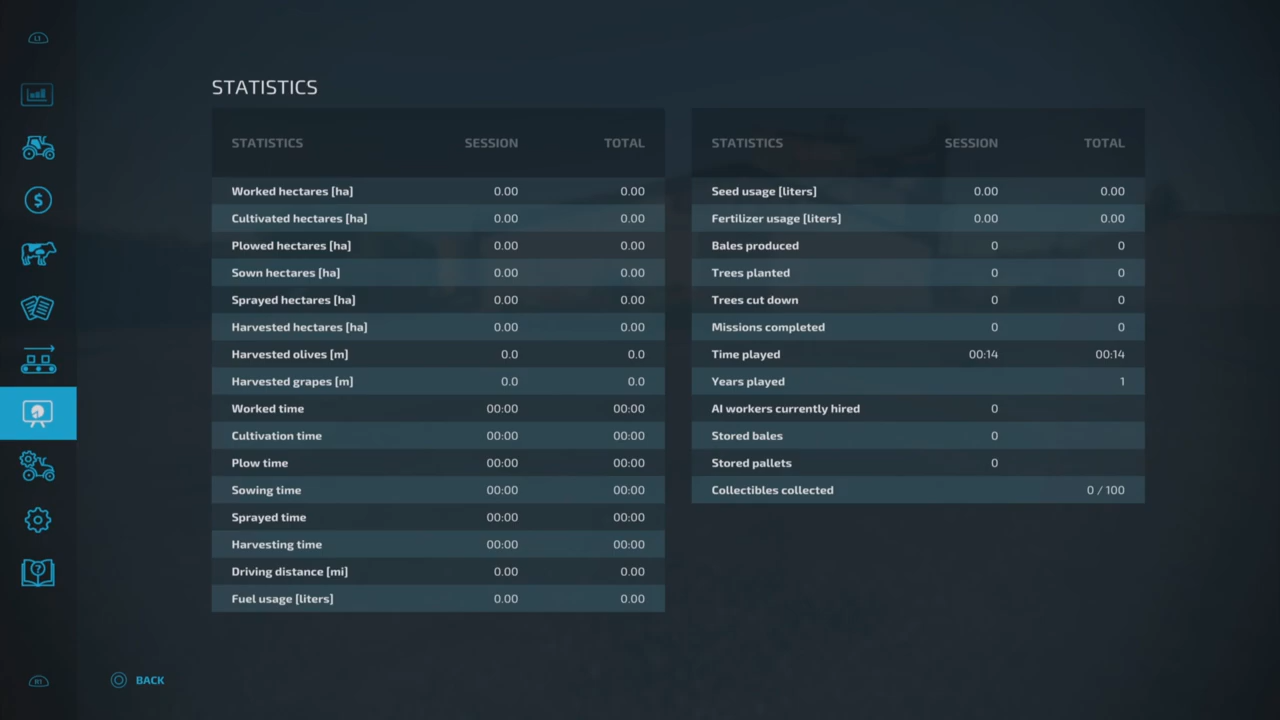 L1
STATISTICS
STATISTICS SESSION TOTAL
Worked hectares [ha] 0.00 0.00
Cultivated hectares [ha] 0.00 0.00
Plowed hectares [ha] 0.00 0.00
Sown hectares [ha] 0.00 0.00
Sprayed hectares [ha] 0.00 0.00
Harvested hectares [ha] 0.00 0.00
Harvested olives [m] 0.0 0.0
Harvested grapes [m] 0.0 0.0
Worked time 00:00 00:00
Cultivation time 00:00 00:00
Plow time 00:00 00:00
Sowing time 00:00 00:00
Sprayed time 00:00 00:00
Harvesting time 00:00 00:00
Driving distance [mi] 0.00 0.00
Fuel usage [liters] 0.00 0.00
STATISTICS SESSION TOTAL
Seed usage [liters] 0.00 0.00
Fertilizer usage [liters] 0.00 0.00
Bales produced 0 0
Trees planted 0 0
Trees cut down 0 0
Missions completed 0 0
Time played 00:14 00:14
Years played 1
AI workers currently hired 0
Stored bales 0
Stored pallets 0
Collectibles collected 0 / 100
R1
BACK